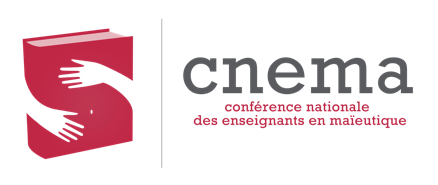 cnema
conférence nationale
des enseignants en maïeutique